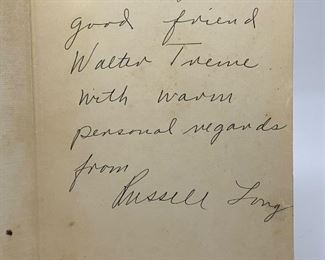 good friend
Walter Treme
with warm
personal regards
from
Russell Long